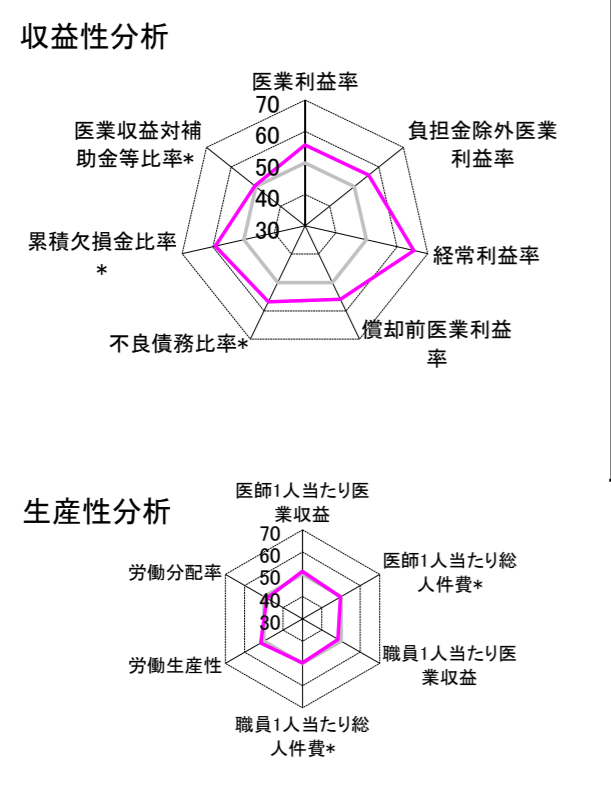 収益性分析
医業利益率
70
60
50
40
30
負担金除外医業
利益率
経常利益率
償却前医業利益
率
不良債務比率*
累積欠損金比率
*
医業収益対補
助金等比率*
生産性分析
医師1人当たり医
業収益
70
60
50
40
30
医師1人当たり総
人件費*
職員1人当たり医
業収益
職員1人当たり総
人件費*
労働生産性
労働分配率